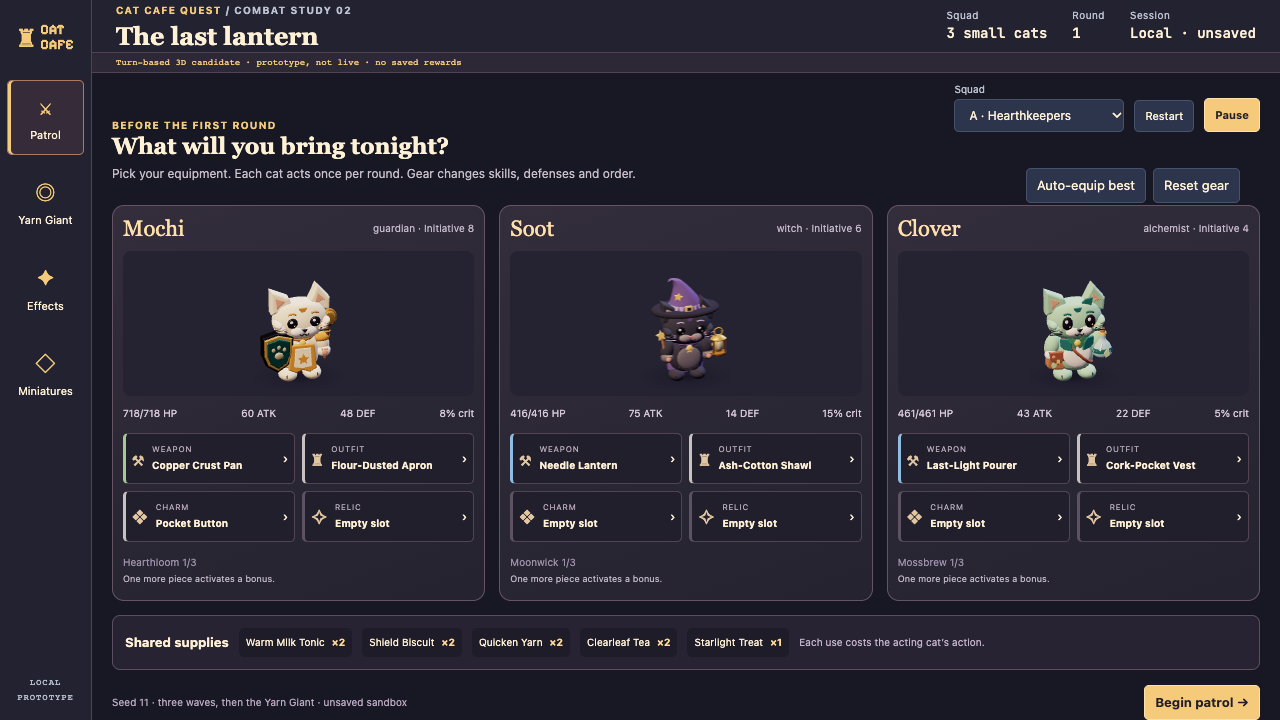 CAT CAFE
CAT CAFE QUEST / COMBAT STUDY 02
The last lantern
Squad
3 small cats
Round
1
Session
Local · unsaved
Turn-based 3D candidate · prototype, not live · no saved rewards
Patrol
Yarn Giant
Effects
Miniatures
LOCAL
PROTOTYPE
Squad
A · Hearthkeepers
Restart
Pause
BEFORE THE FIRST ROUND
What will you bring tonight?
Pick your equipment. Each cat acts once per round. Gear changes skills, defenses and order.
Auto-equip best
Reset gear
Mochi
guardian · Initiative 8
718/718 HP
60 ATK
48 DEF
8% crit
WEAPON
Copper Crust Pan
OUTFIT
Flour-Dusted Apron
CHARM
Pocket Button
RELIC
Empty slot
Hearthloom 1/3
One more piece activates a bonus.
Soot
witch · Initiative 6
416/416 HP
75 ATK
14 DEF
15% crit
WEAPON
Needle Lantern
OUTFIT
Ash-Cotton Shawl
CHARM
Empty slot
RELIC
Empty slot
Moonwick 1/3
One more piece activates a bonus.
Clover
alchemist · Initiative 4
461/461 HP
43 ATK
22 DEF
5% crit
WEAPON
Last-Light Pourer
OUTFIT
Cork-Pocket Vest
CHARM
Empty slot
RELIC
Empty slot
Mossbrew 1/3
One more piece activates a bonus.
Shared supplies
Warm Milk Tonic ×2
Shield Biscuit ×2
Quicken Yarn ×2
Clearleaf Tea ×2
Starlight Treat ×1
Each use costs the acting cat's action.
Seed 11 · three waves, then the Yarn Giant · unsaved sandbox
Begin patrol →